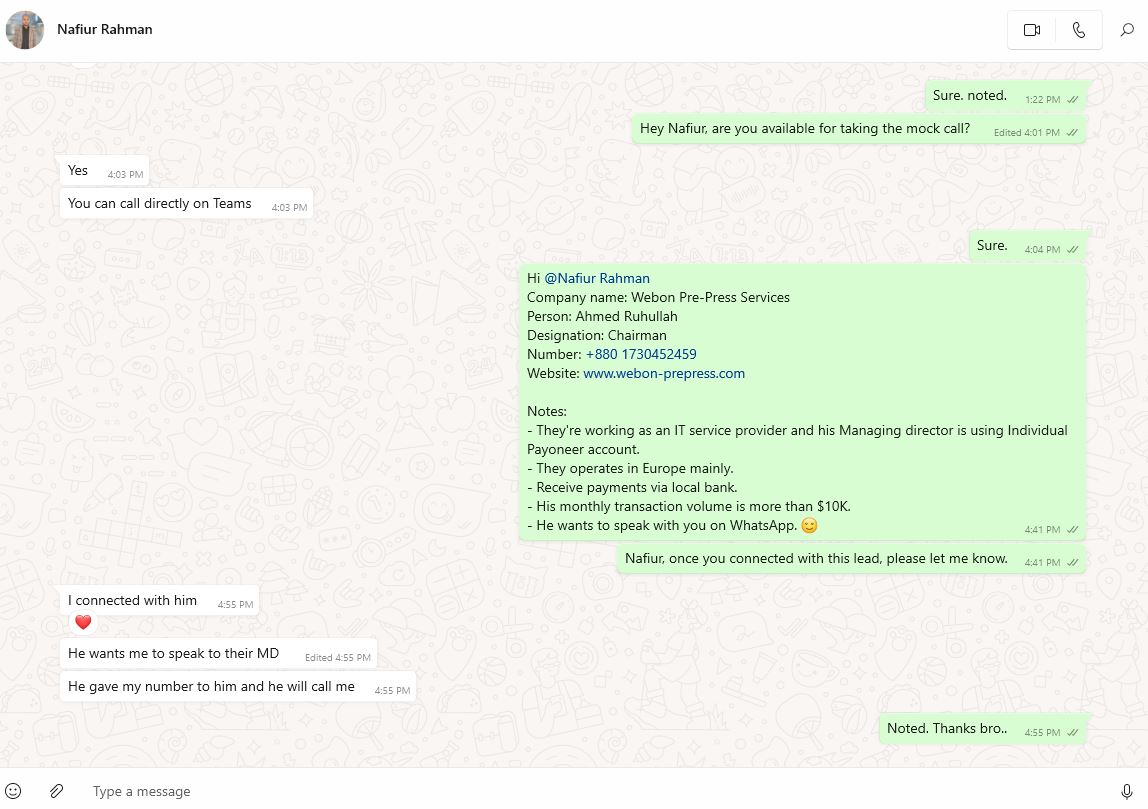 Nafiur Rahman
Sure. noted. 1:22 PM
Hey Nafiur, are you available for taking the mock call? Edited 4:01 PM
Yes 4:03 PM
You can call directly on Teams 4:03 PM
Sure. 4:04 PM
Hi @Nafiur Rahman
Company name: Webon Pre-Press Services
Person: Ahmed Ruhullah
Designation: Chairman
Number: +880 1730452459
Website: www.webon-prepress.com
Notes:
- They're working as an IT service provider and his Managing director is using Individual
Payoneer account.
- They operates in Europe mainly.
- Receive payments via local bank.
- His monthly transaction volume is more than $10K.
- He wants to speak with you on WhatsApp. 😊 4:41 PM
Nafiur, once you connected with this lead, please let me know. 4:41 PM
I connected with him 4:55 PM
❤️
He wants me to speak to their MD Edited 4:55 PM
He gave my number to him and he will call me 4:55 PM
Noted. Thanks bro.. 4:55 PM
Type a message